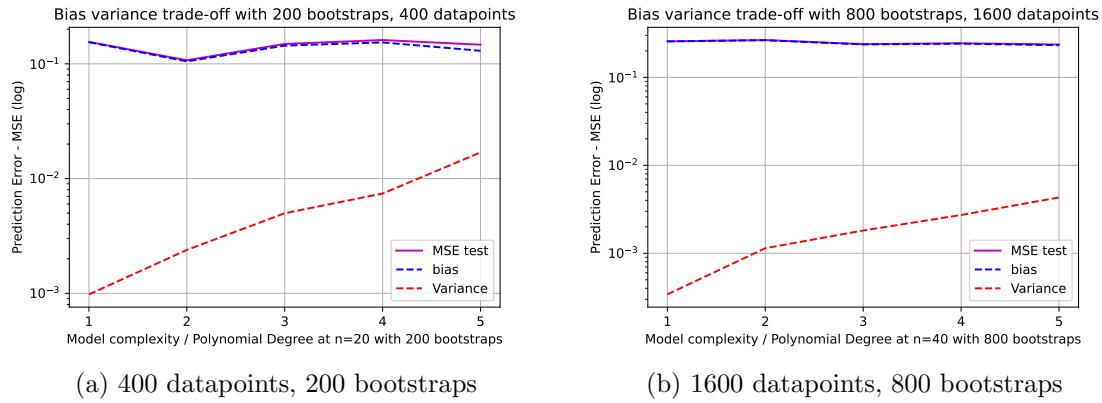 Bias variance trade-off with 200 bootstraps, 400 datapoints
Prediction Error - MSE (log)
10⁻¹
10⁻²
10⁻³
MSE test
bias
Variance
1 2 3 4 5
Model complexity / Polynomial Degree at n=20 with 200 bootstraps
(a) 400 datapoints, 200 bootstraps
Bias variance trade-off with 800 bootstraps, 1600 datapoints
Prediction Error - MSE (log)
10⁻¹
10⁻²
10⁻³
MSE test
bias
Variance
1 2 3 4 5
Model complexity / Polynomial Degree at n=40 with 800 bootstraps
(b) 1600 datapoints, 800 bootstraps